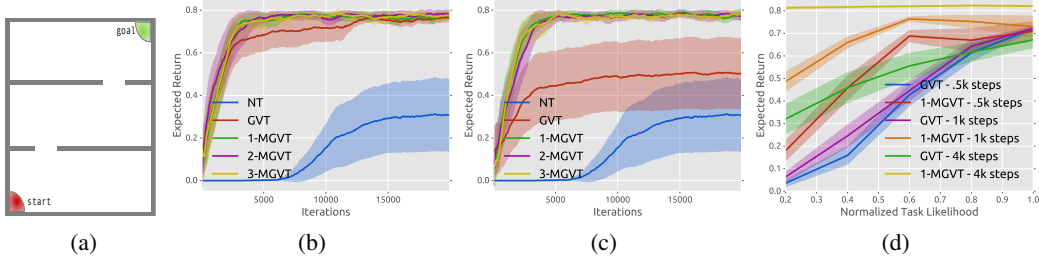 goal
start
(a)
Expected Return
0.8
0.6
0.4
0.2
0.0
NT
GVT
1-MGVT
2-MGVT
3-MGVT
5000 10000 15000
Iterations
(b)
Expected Return
0.8
0.6
0.4
0.2
0.0
NT
GVT
1-MGVT
2-MGVT
3-MGVT
5000 10000 15000
Iterations
(c)
Expected Return
0.8
0.7
0.6
0.5
0.4
0.3
0.2
0.1
0.0
GVT - .5k steps
1-MGVT - .5k steps
GVT - 1k steps
1-MGVT - 1k steps
GVT - 4k steps
1-MGVT - 4k steps
0.2 0.3 0.4 0.5 0.6 0.7 0.8 0.9 1.0
Normalized Task Likelihood
(d)